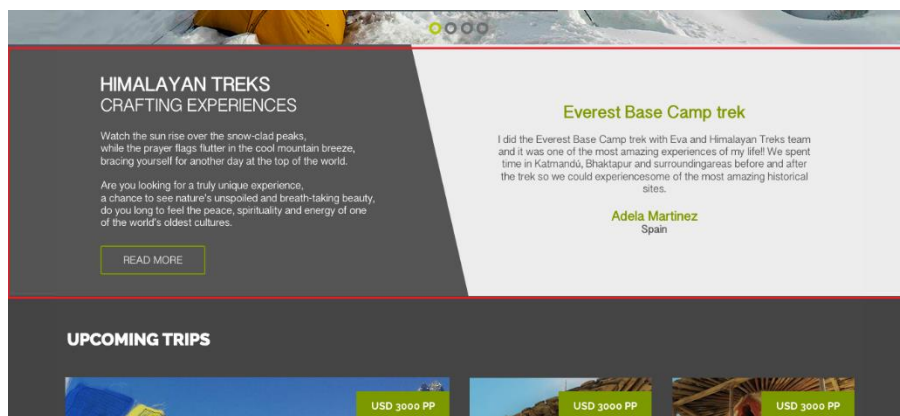 HIMALAYAN TREKS
CRAFTING EXPERIENCES
Watch the sun rise over the snow-clad peaks,
while the prayer flags flutter in the cool mountain breeze,
bracing yourself for another day at the top of the world.
Are you looking for a truly unique experience,
a chance to see nature's unspoiled and breath-taking beauty,
do you long to feel the peace, spirituality and energy of one
of the world's oldest cultures.
READ MORE
Everest Base Camp trek
I did the Everest Base Camp trek with Eva and Himalayan Treks team
and it was one of the most amazing experiences of my life!! We spent
time in Katmandú, Bhaktapur and surroundingareas before and after
the trek so we could experiencesome of the most amazing historical
sites.
Adela Martinez
Spain
UPCOMING TRIPS
USD 3000 PP
USD 3000 PP
USD 3000 PP